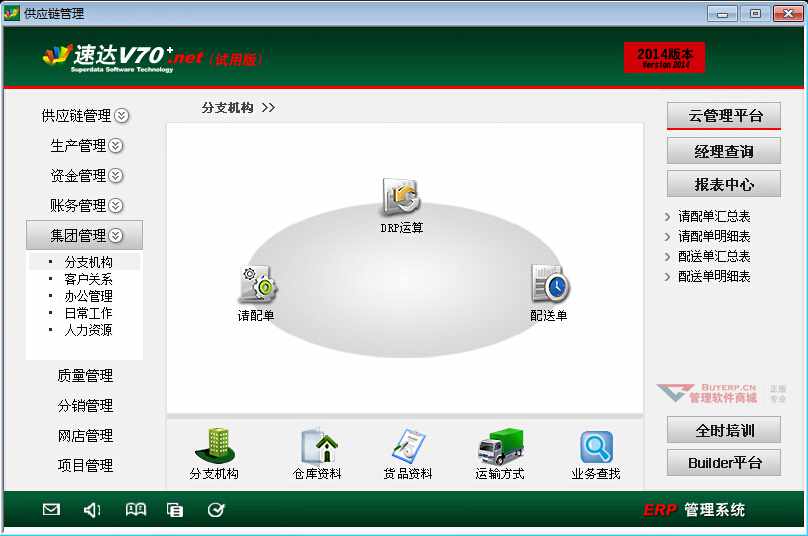 供应链管理
速达V70+.net (试用版)
Superdata Software Technology
2014版本
Version 2014
供应链管理
生产管理
资金管理
账务管理
集团管理
分支机构
客户关系
办公管理
日常工作
人力资源
质量管理
分销管理
网店管理
项目管理
分支机构 >>
DRP运算
请配单
配送单
分支机构
仓库资料
货品资料
运输方式
业务查找
云管理平台
经理查询
报表中心
请配单汇总表
请配单明细表
配送单汇总表
配送单明细表
BUYERP.CN
管理软件商城
正版
专业
全时培训
Builder平台
ERP 管理系统